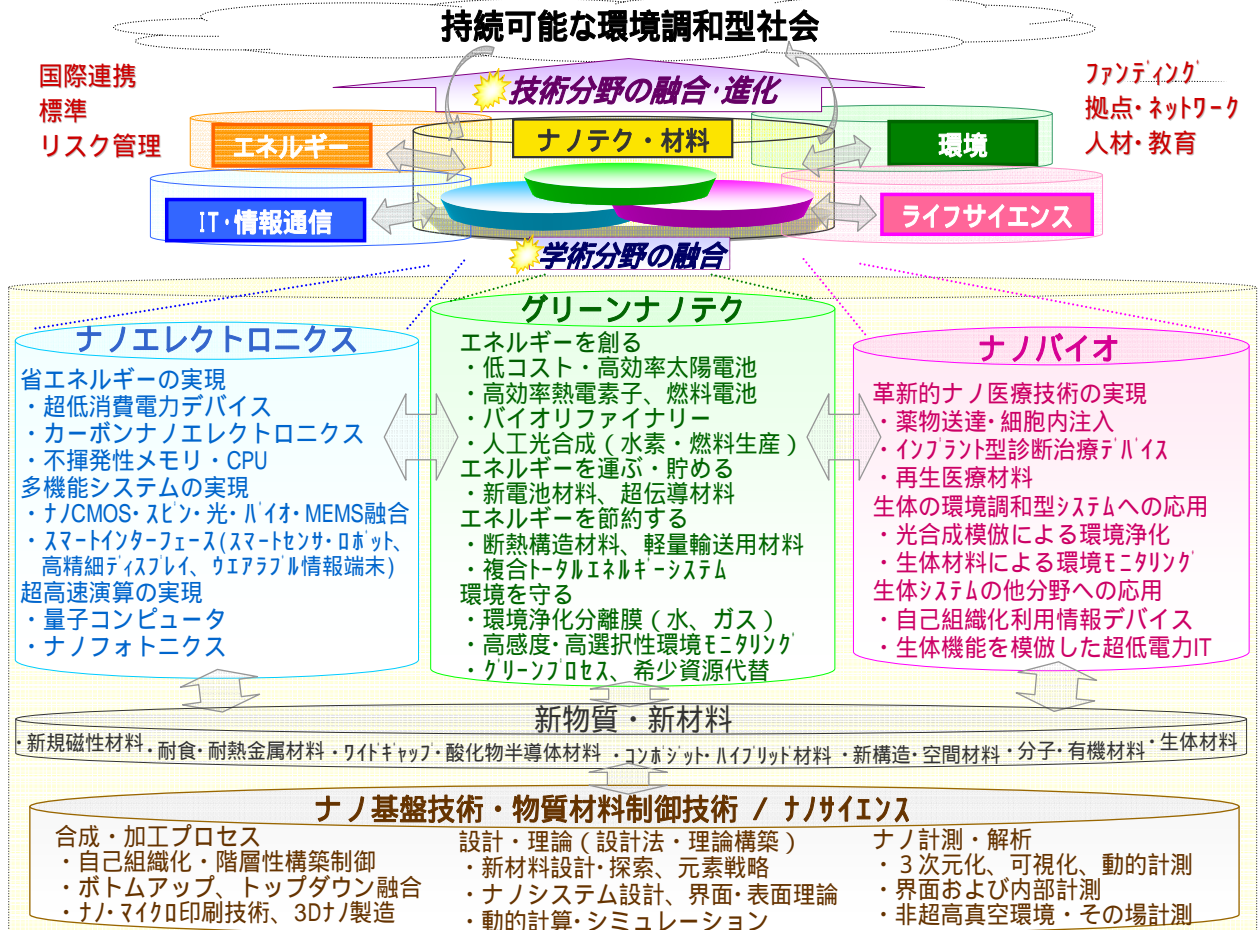 持続可能な環境調和型社会
国際連携
標準
リスク管理
技術分野の融合・進化
ファンディング
拠点・ネットワーク
人材・教育
エネルギー
ナノテク・材料
環境
IT・情報通信
ライフサイエンス
学術分野の融合
ナノエレクトロニクス
省エネルギーの実現
・超低消費電力デバイス
・カーボンナノエレクトロニクス
・不揮発性メモリ・CPU
多機能システムの実現
・ナノCMOS・スピン・光・バイオ・MEMS融合
・スマートインターフェース(スマートセンサ・ロボット、
高精細ディスプレイ、ウエアラブル情報端末)
超高速演算の実現
・量子コンピュータ
・ナノフォトニクス
グリーンナノテク
エネルギーを創る
・低コスト・高効率太陽電池
・高効率熱電素子、燃料電池
・バイオリファイナリー
・人工光合成(水素・燃料生産)
エネルギーを運ぶ・貯める
・新電池材料、超伝導材料
エネルギーを節約する
・断熱構造材料、軽量輸送用材料
・複合トータルエネルギーシステム
環境を守る
・環境浄化分離膜(水、ガス)
・高感度・高選択性環境モニタリング
・グリーンプロセス、希少資源代替
ナノバイオ
革新的ナノ医療技術の実現
・薬物送達・細胞内注入
・インプラント型診断治療デバイス
・再生医療材料
生体の環境調和型システムへの応用
・光合成模倣による環境浄化
・生体材料による環境モニタリング
生体システムの他分野への応用
・自己組織化利用情報デバイス
・生体機能を模倣した超低電力IT
新物質・新材料
・新規磁性材料・耐食・耐熱金属材料・ワイドギャップ・酸化物半導体材料・コンポジット・ハイブリッド材料・新構造・空間材料・分子・有機材料・生体材料
ナノ基盤技術・物質材料制御技術 / ナノサイエンス
合成・加工プロセス
・自己組織化・階層性構築制御
・ボトムアップ、トップダウン融合
・ナノ・マイクロ印刷技術、3Dナノ製造
設計・理論(設計法・理論構築)
・新材料設計・探索、元素戦略
・ナノシステム設計、界面・表面理論
・動的計算・シミュレーション
ナノ計測・解析
・3次元化、可視化、動的計測
・界面および内部計測
・非超高真空環境・その場計測